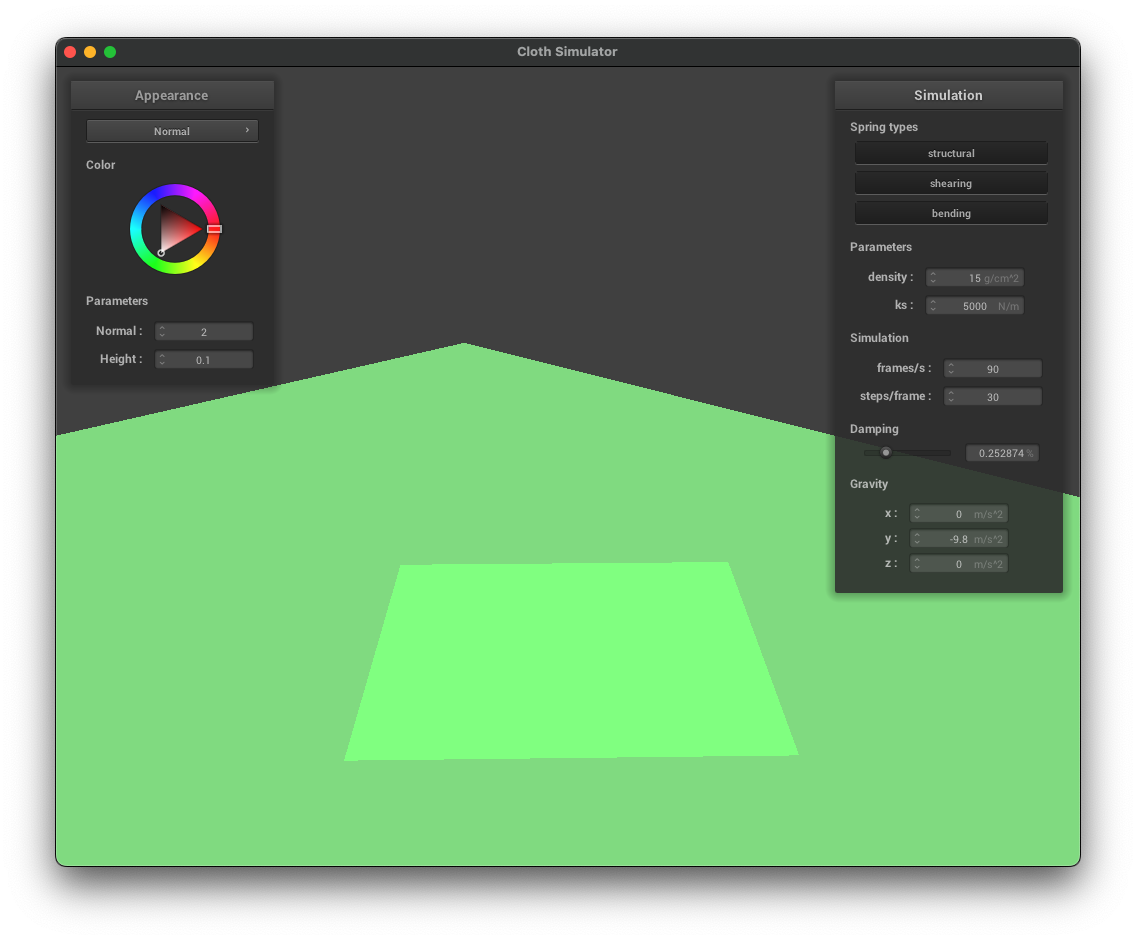 Cloth Simulator
Appearance
Normal
Color
Parameters
Normal : 2
Height : 0.1
Simulation
Spring types
structural
shearing
bending
Parameters
density : 15 g/cm^2
ks : 5000 N/m
Simulation
frames/s : 90
steps/frame : 30
Damping
0.252874 %
Gravity
x : 0 m/s^2
y : -9.8 m/s^2
z : 0 m/s^2